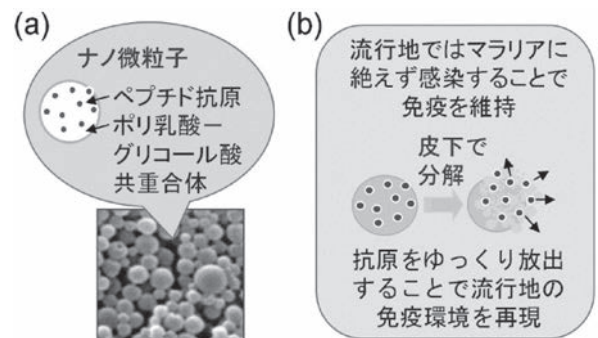 (a)
ナノ微粒子
ペプチド抗原
ポリ乳酸ー
グリコール酸
共重合体
(b)
流行地ではマラリアに
絶えず感染することで
免疫を維持
皮下で
分解
抗原をゆっくり放出
することで流行地の
免疫環境を再現